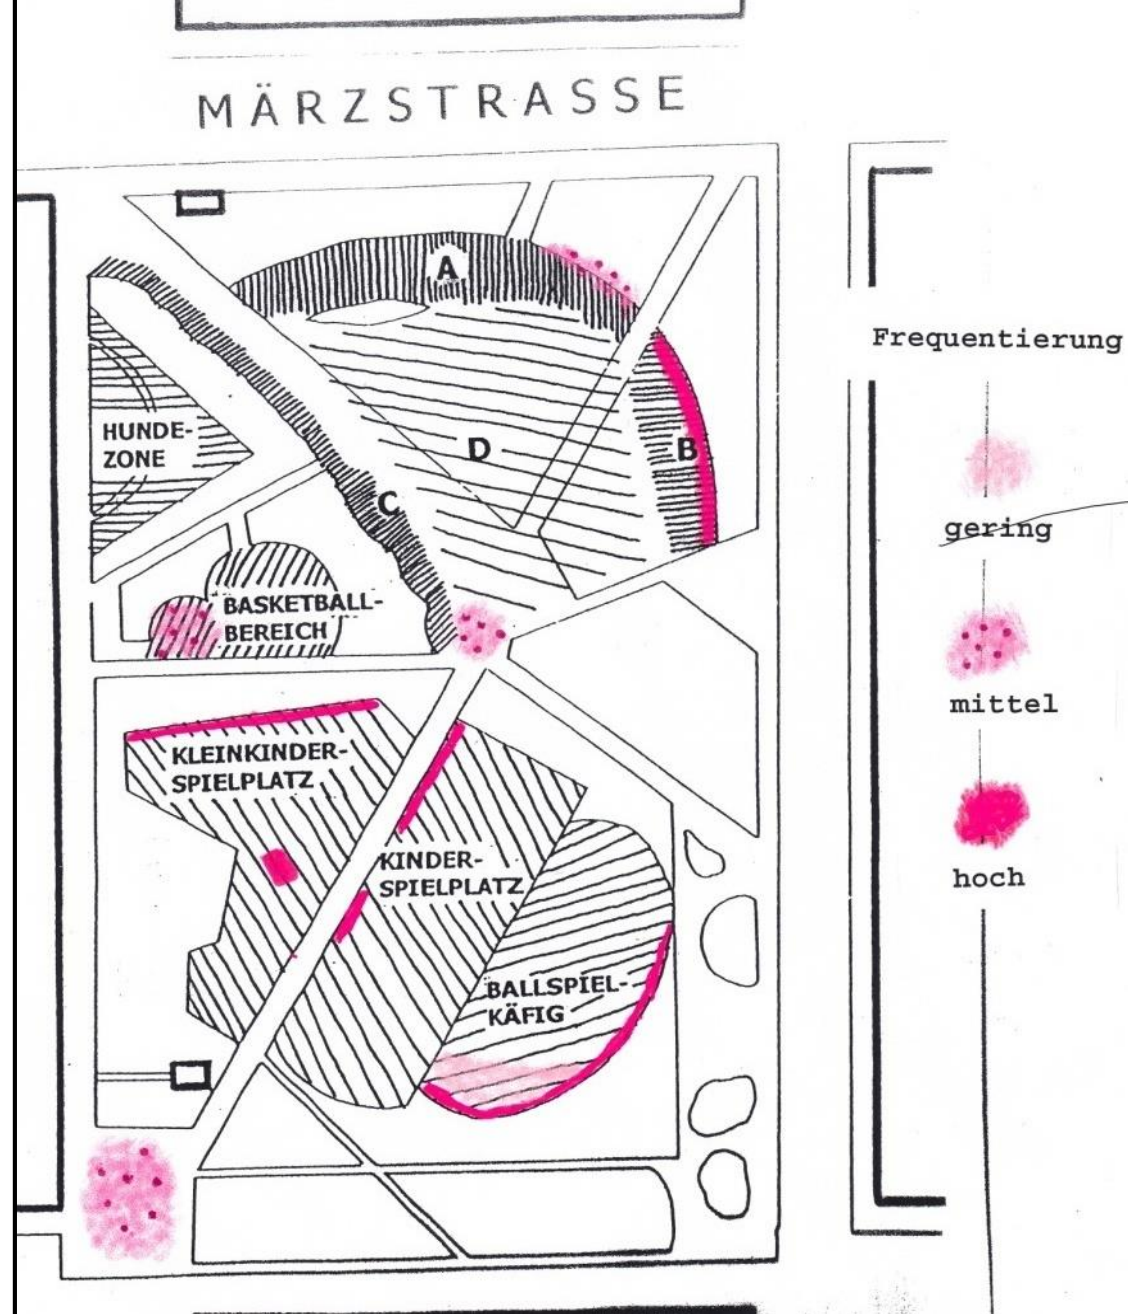 MÄRZSTRASSE
A
Frequentierung
HUNDE-
ZONE
D
B
C
gering
BASKETBALL-
BEREICH
mittel
KLEINKINDER-
SPIELPLATZ
KINDER-
SPIELPLATZ
hoch
BALLSPIEL-
KÄFIG